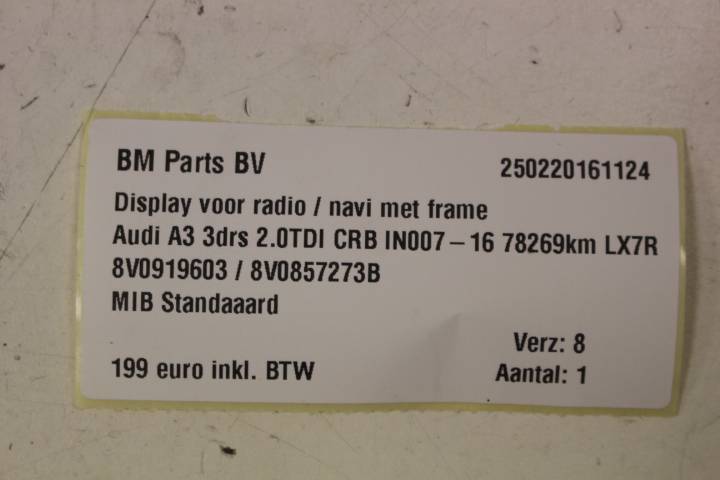 BM Parts BV 250220161124
Display voor radio / navi met frame
Audi A3 3drs 2.0TDI CRB IN007 – 16 78269km LX7R
8V0919603 / 8V0857273B
MIB Standaaard
Verz: 8
199 euro inkl. BTW Aantal: 1